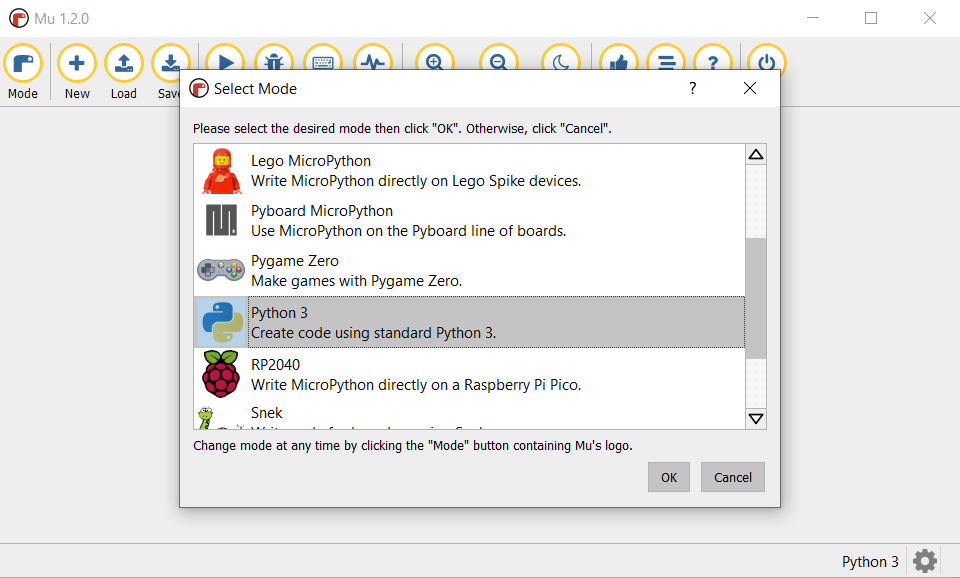 Mu 1.2.0
Mode
New
Load
Save
Select Mode
?
Please select the desired mode then click "OK". Otherwise, click "Cancel".
Lego MicroPython
Write MicroPython directly on Lego Spike devices.
Pyboard MicroPython
Use MicroPython on the Pyboard line of boards.
Pygame Zero
Make games with Pygame Zero.
Python 3
Create code using standard Python 3.
RP2040
Write MicroPython directly on a Raspberry Pi Pico.
Snek
Change mode at any time by clicking the "Mode" button containing Mu's logo.
OK
Cancel
Python 3